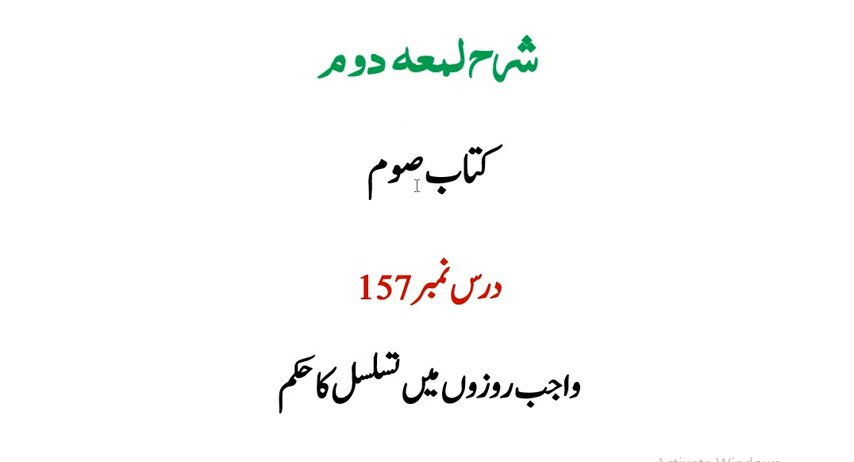 شرح لمعہ دوم
کتاب صوم
درس نمبر 157
واجب روزوں میں تسلسل کا حکم